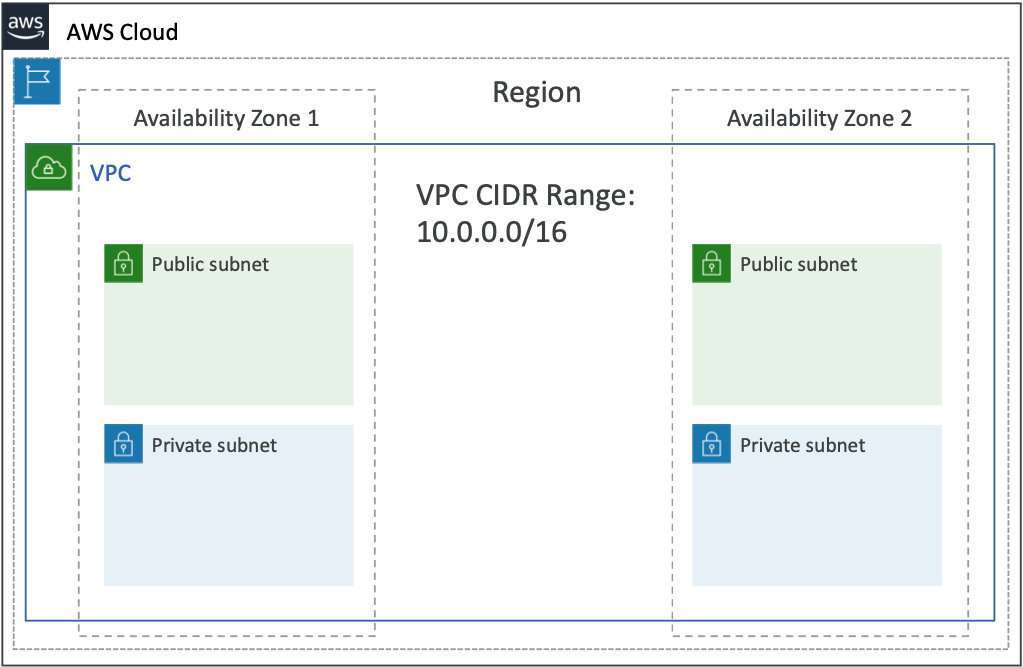 aws
AWS Cloud
Region
Availability Zone 1
Availability Zone 2
VPC
VPC CIDR Range:
10.0.0.0/16
Public subnet
Public subnet
Private subnet
Private subnet